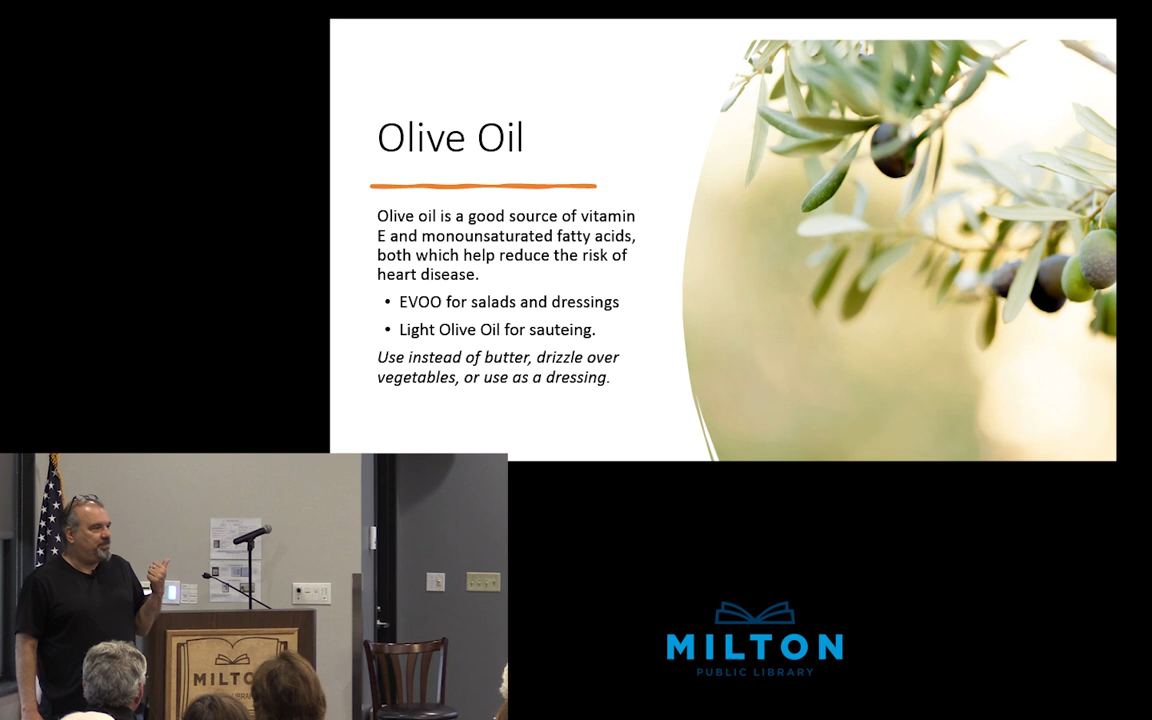 Olive Oil
Olive oil is a good source of vitamin
E and monounsaturated fatty acids,
both which help reduce the risk of
heart disease.
• EVOO for salads and dressings
• Light Olive Oil for sauteing.
Use instead of butter, drizzle over
vegetables, or use as a dressing.
MILTON
PUBLIC LIBRARY